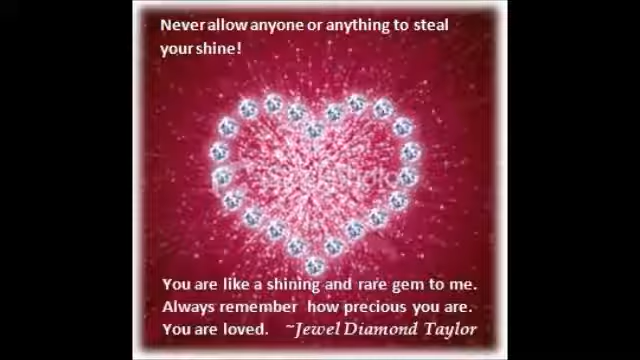 Never allow anyone or anything to steal
your shine!
You are like a shining and rare gem to me.
Always remember how precious you are.
You are loved. ~Jewel Diamond Taylor